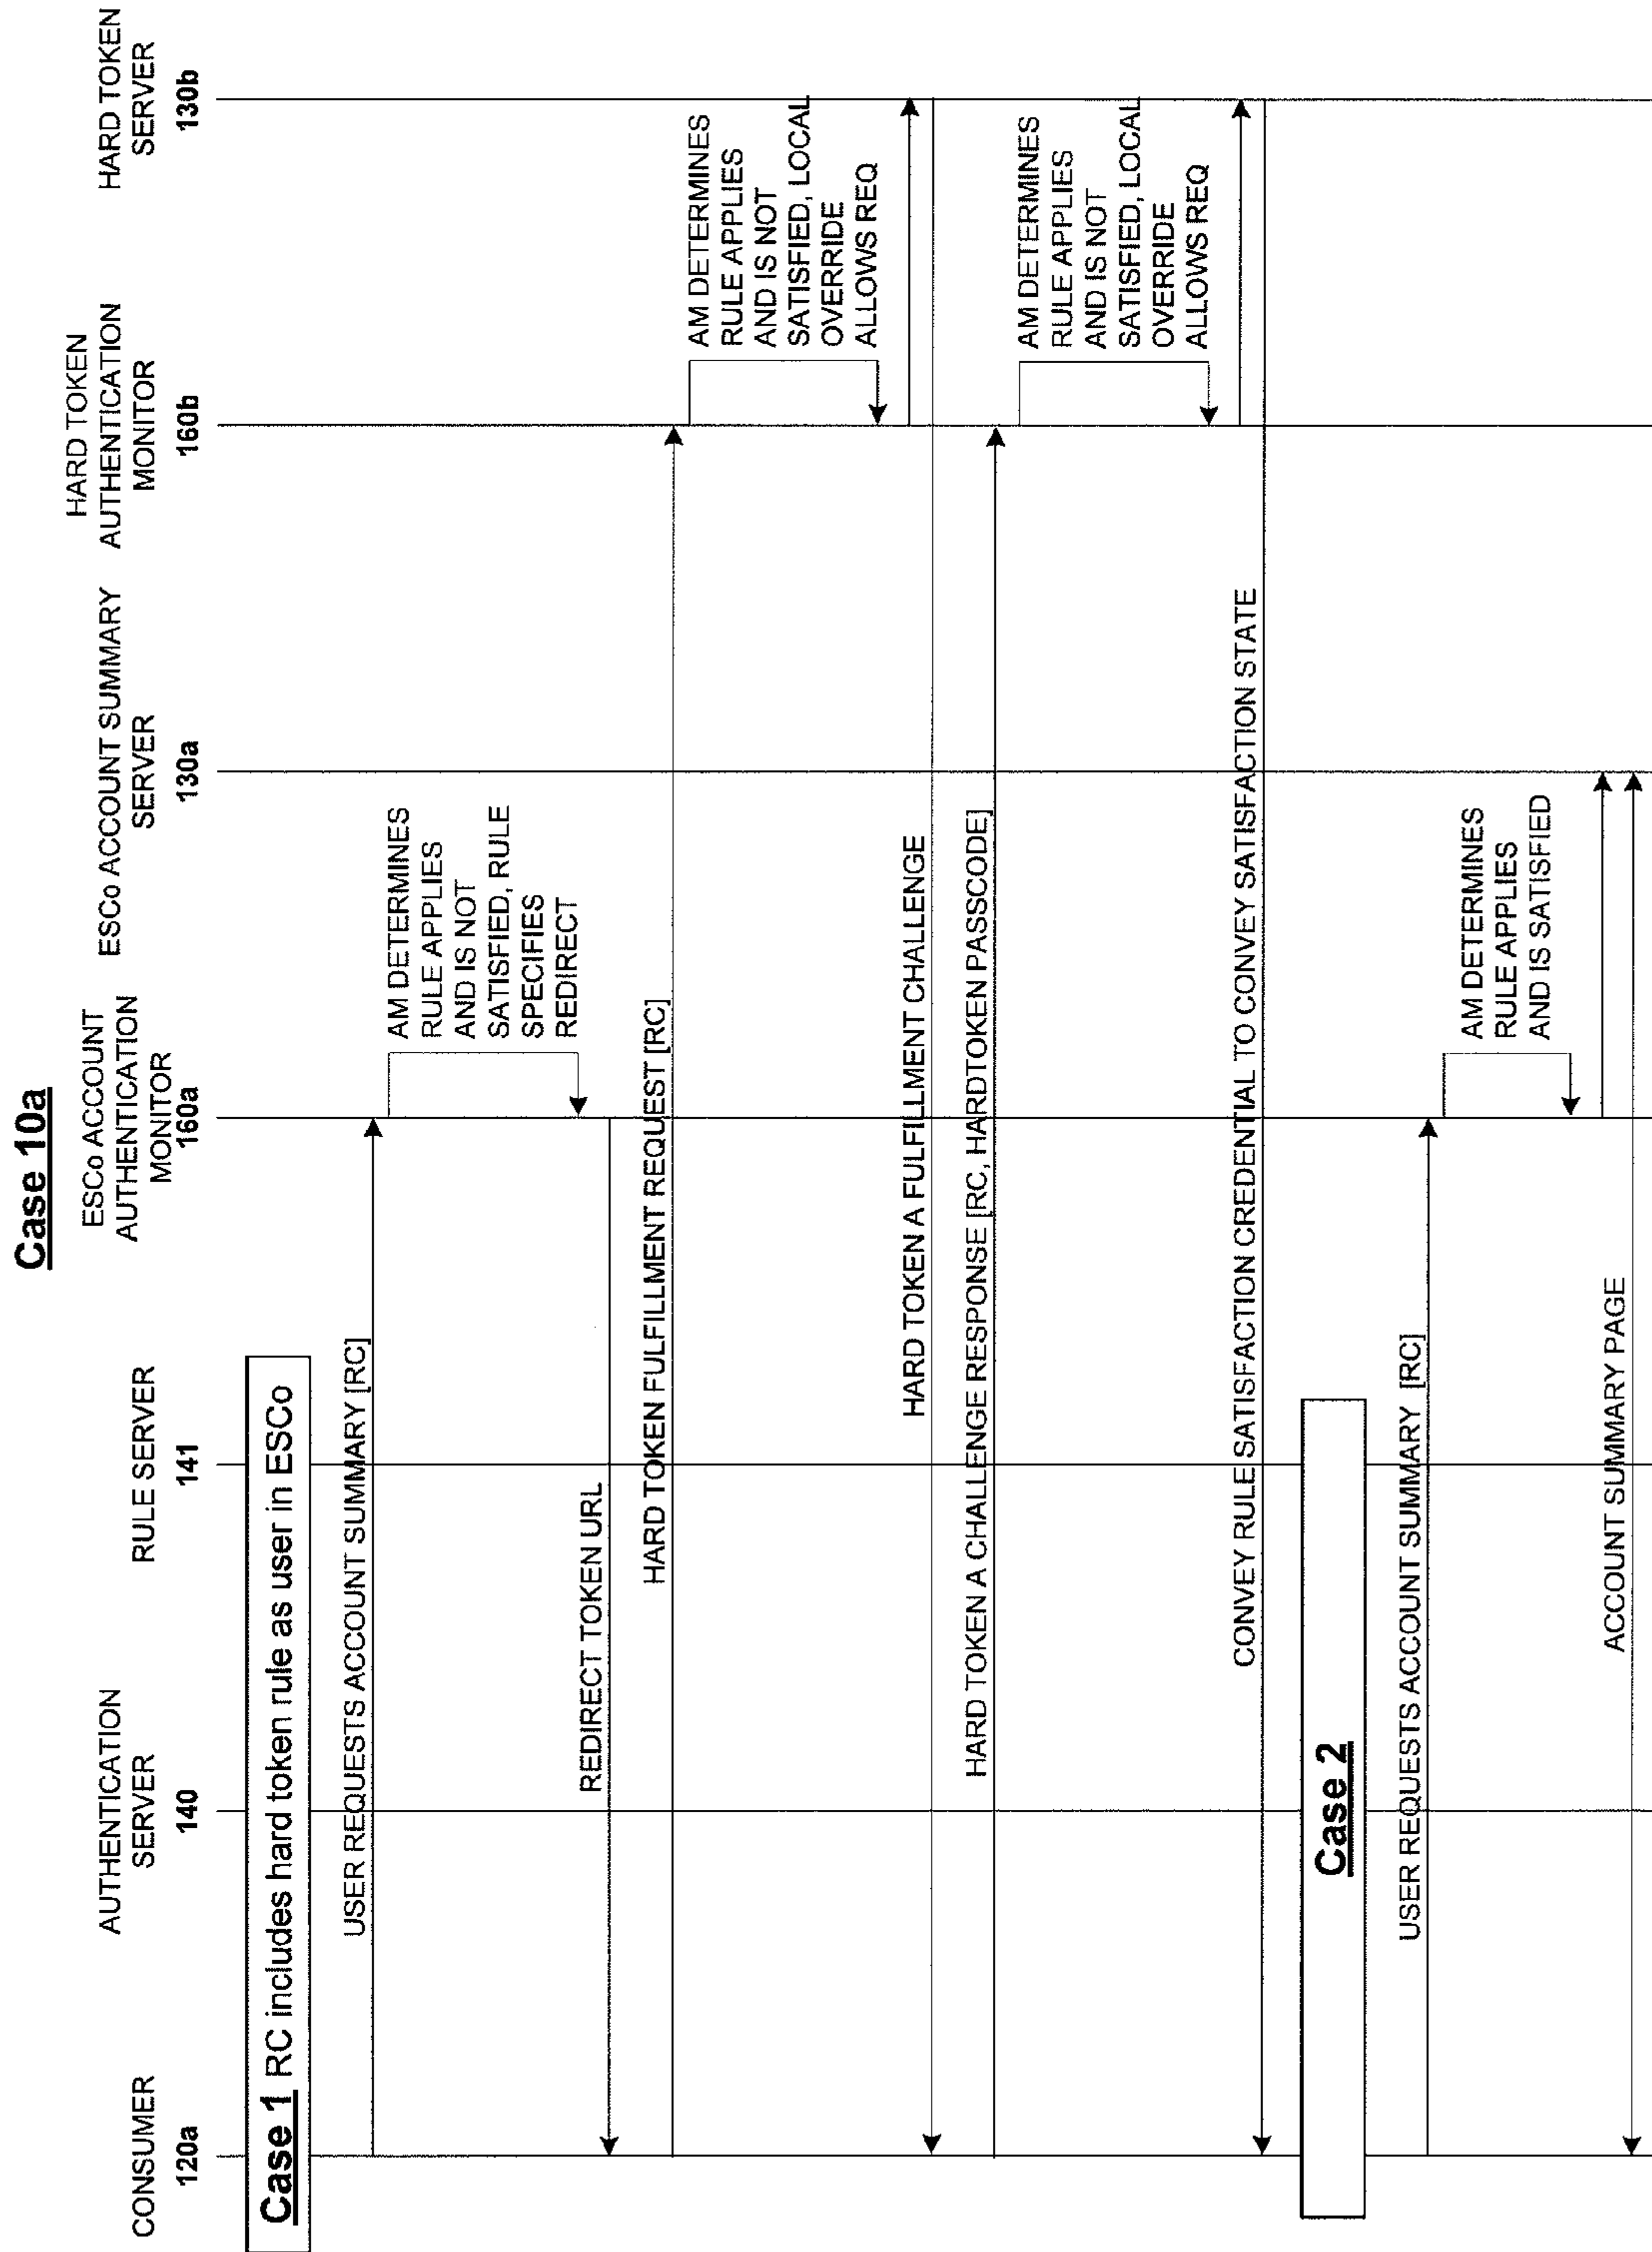 Case 10a
CONSUMER
120a
AUTHENTICATION
SERVER
140
RULE SERVER
141
ESCo ACCOUNT
AUTHENTICATION
MONITOR
160a
ESCo ACCOUNT SUMMARY
SERVER
130a
HARD TOKEN
AUTHENTICATION
MONITOR
160b
HARD TOKEN
SERVER
130b
Case 1 RC includes hard token rule as user in ESCo
USER REQUESTS ACCOUNT SUMMARY [RC]
AM DETERMINES
RULE APPLIES
AND IS NOT
SATISFIED, RULE
SPECIFIES
REDIRECT
REDIRECT TOKEN URL
HARD TOKEN FULFILLMENT REQUEST [RC]
AM DETERMINES
RULE APPLIES
AND IS NOT
SATISFIED, LOCAL
OVERRIDE
ALLOWS REQ
HARD TOKEN A FULFILLMENT CHALLENGE
HARD TOKEN A CHALLENGE RESPONSE [RC, HARDTOKEN PASSCODE]
AM DETERMINES
RULE APPLIES
AND IS NOT
SATISFIED, LOCAL
OVERRIDE
ALLOWS REQ
CONVEY RULE SATISFACTION CREDENTIAL TO CONVEY SATISFACTION STATE
Case 2
USER REQUESTS ACCOUNT SUMMARY [RC]
AM DETERMINES
RULE APPLIES
AND IS SATISFIED
ACCOUNT SUMMARY PAGE